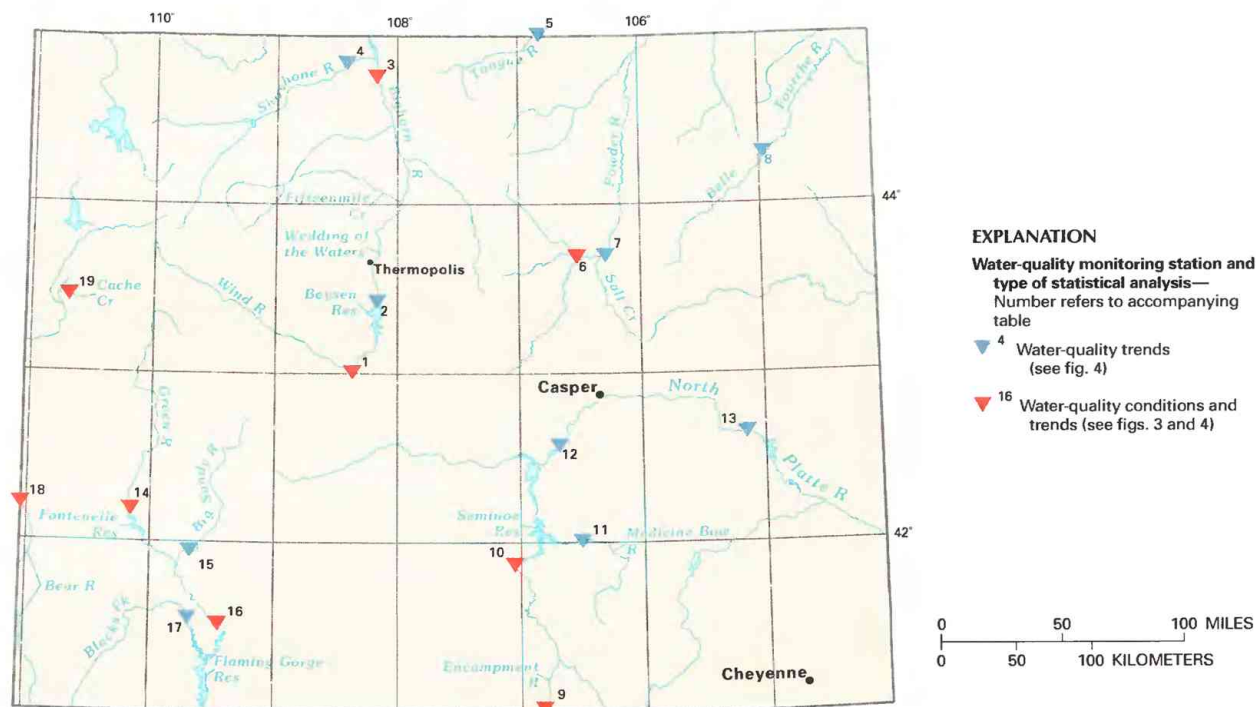 110°
108°
106°
5
4
3
Shoshone R
Bighorn R
Tongue R
Powder R
Belle Fourche R
8
44°
Fifteenmile
Cr
Wedding of
the Waters
Thermopolis
7
6
19
Cache
Cr
Wind R
Boysen
Res
2
Salt Cr
1
Casper
North
Platte R
13
12
Green R
Big Sandy R
18
14
Fontenelle
Res
Seminoe
Res
11
Medicine Bow
R
42°
10
15
Bear R
Blacks Fk
16
17
Flaming Gorge
Res
Encampment
R
9
Cheyenne
EXPLANATION
Water-quality monitoring station and
type of statistical analysis—
Number refers to accompanying
table
4 Water-quality trends
(see fig. 4)
16 Water-quality conditions and
trends (see figs. 3 and 4)
0 50 100 MILES
0 50 100 KILOMETERS